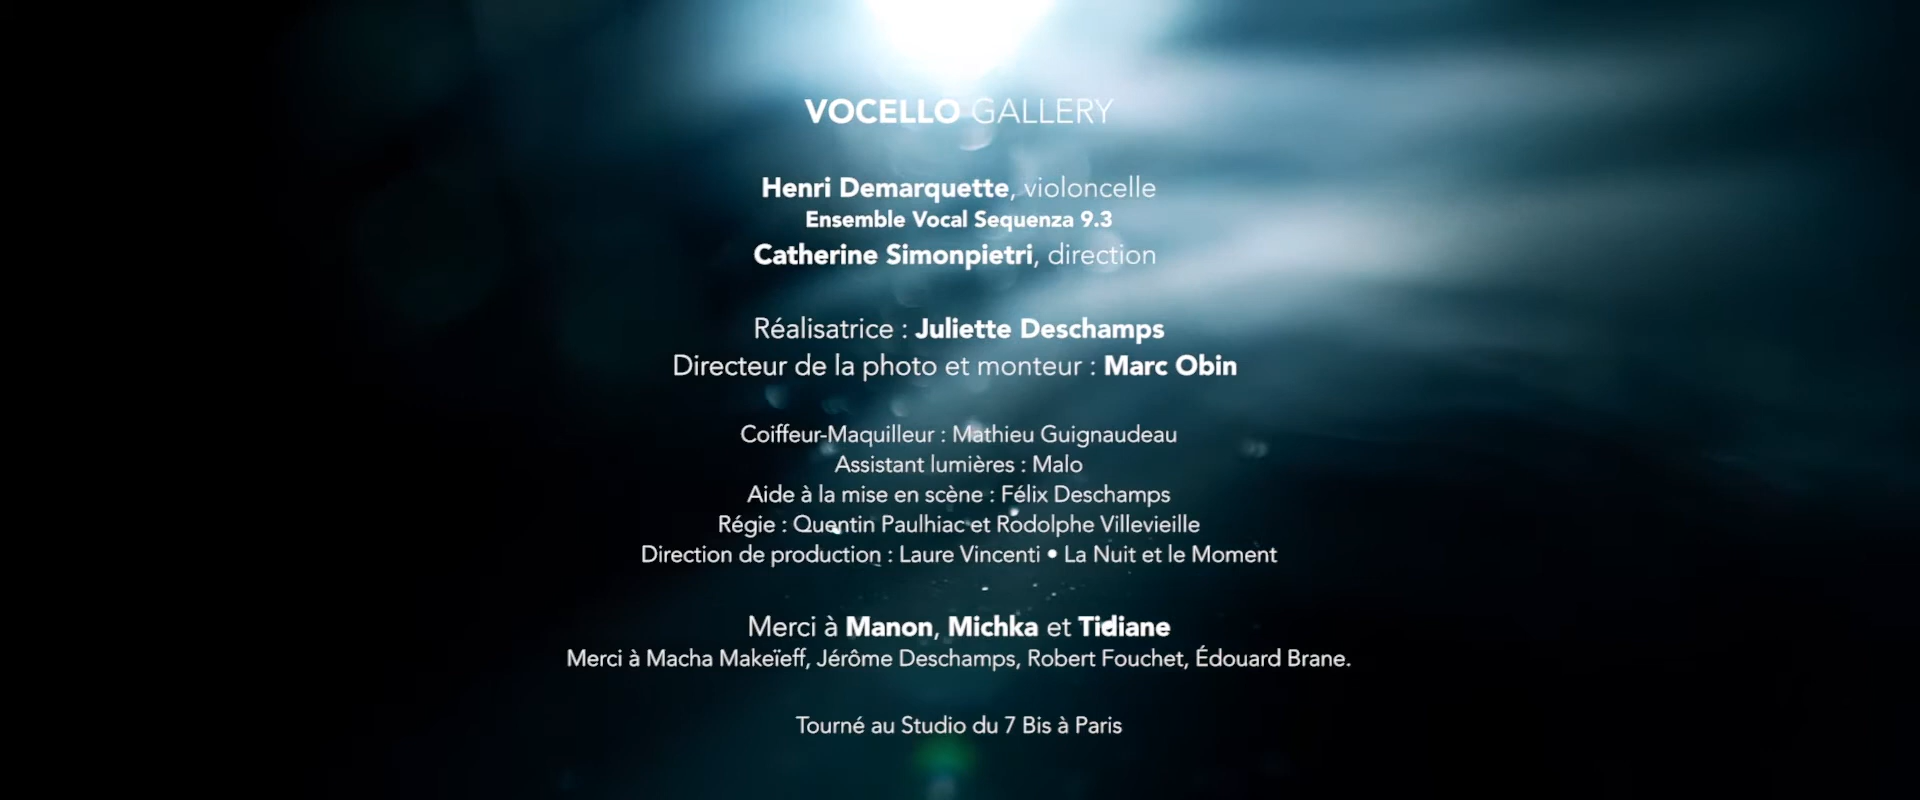 VOCELLO GALLERY
Henri Demarquette, violoncelle
Ensemble Vocal Sequenza 9.3
Catherine Simonpietri, direction
Réalisatrice : Juliette Deschamps
Directeur de la photo et monteur : Marc Obin
Coiffeur-Maquilleur : Mathieu Guignaudeau
Assistant lumières : Malo
Aide à la mise en scène : Félix Deschamps
Régie : Quentin Paulhiac et Rodolphe Villevieille
Direction de production : Laure Vincenti • La Nuit et le Moment
Merci à Manon, Michka et Tidiane
Merci à Macha Makeïeff, Jérôme Deschamps, Robert Fouchet, Édouard Brane.
Tourné au Studio du 7 Bis à Paris